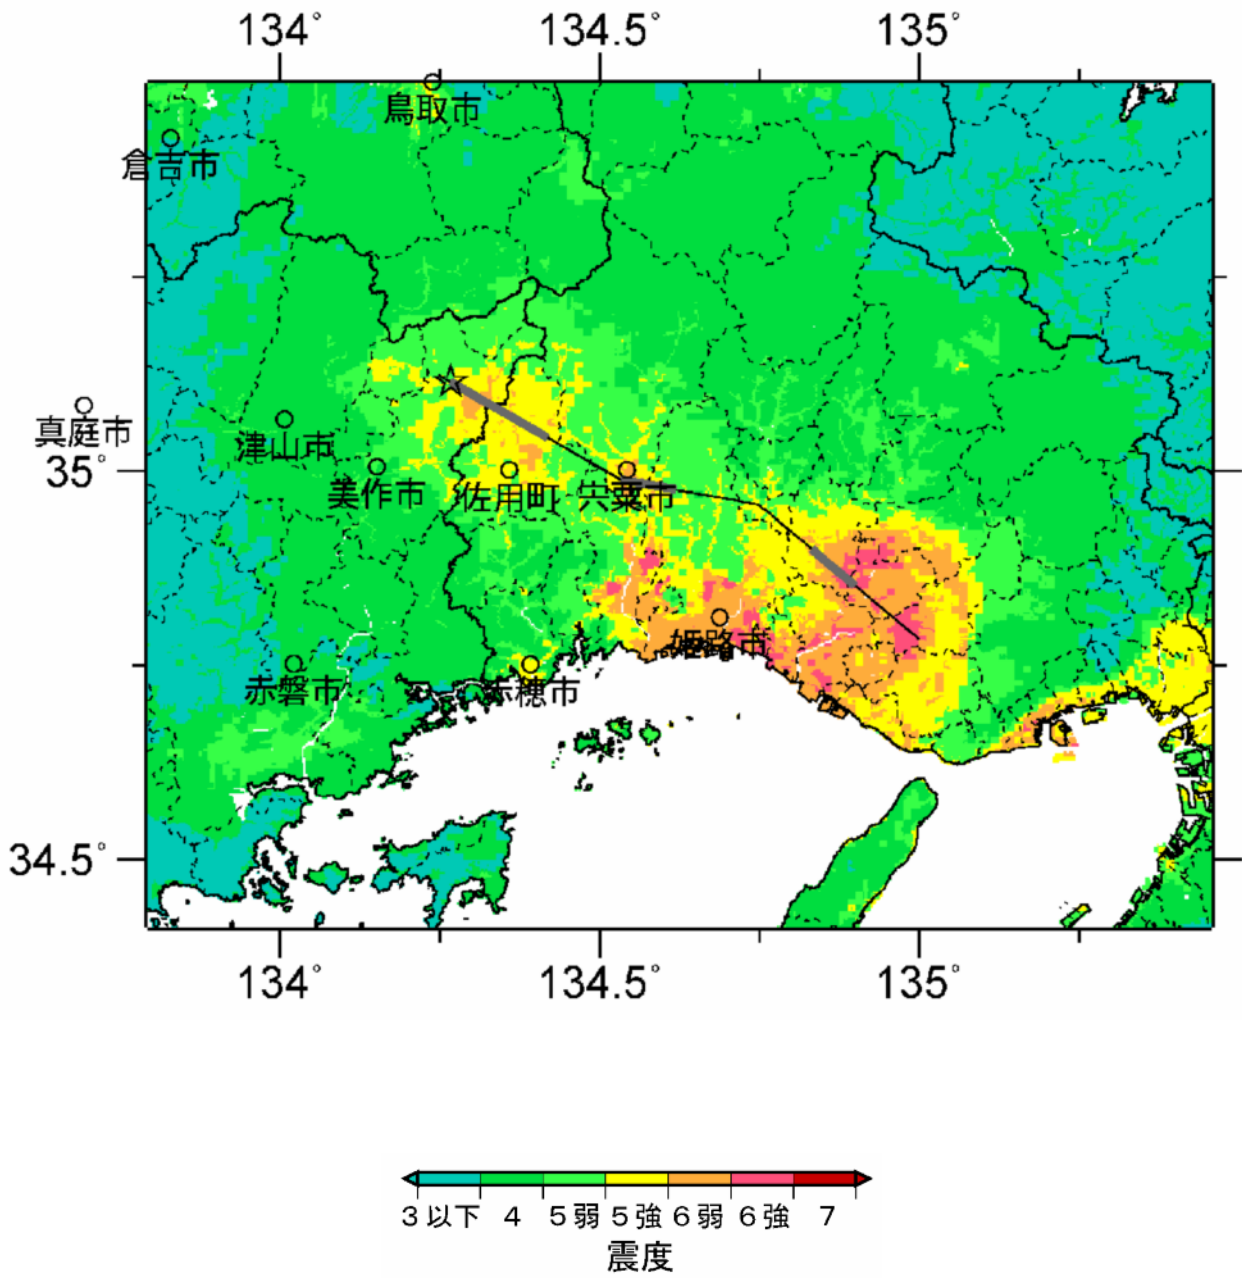 134° 134.5° 135°
鳥取市
倉吉市
真庭市
津山市
35°
美作市 佐用町 宍粟市
姫路市
赤磐市 赤穂市
34.5°
134° 134.5° 135°
3以下 4 5弱 5強 6弱 6強 7
震度